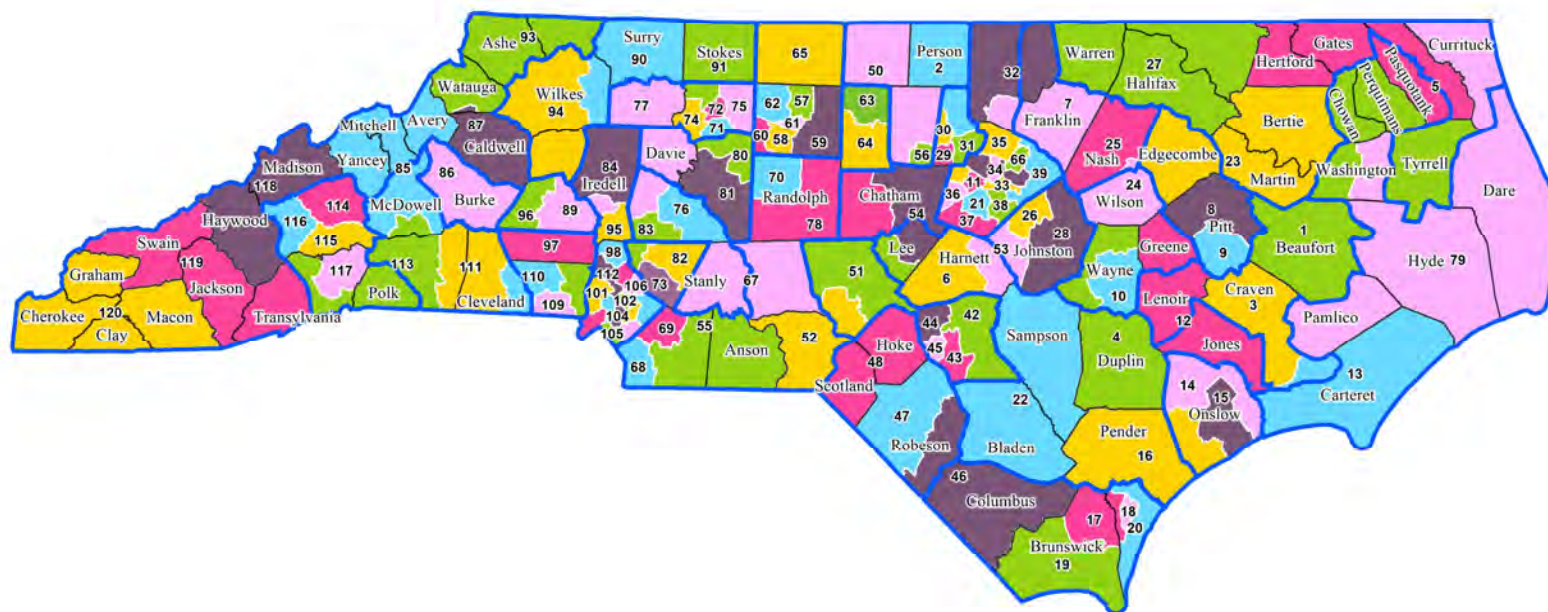 Ashe 93
Surry
90
Stokes
91
65
50
Person
2
32
Warren
27
Halifax
Gates
Hertford
Pasquotank
5
Currituck
Perquimans
Chowan
Watauga
Wilkes
94
77
74
72
75
71
62
57
61
60
58
59
63
64
56
30
29
31
7
Franklin
25
Nash
Edgecombe
Bertie
23
Martin
Washington
Tyrrell
Dare
Mitchell
Avery
87
Caldwell
Yancey
85
Madison
118
84
Iredell
Davie
80
81
70
Randolph
78
Chatham
54
35
66
34
39
11
33
36
21
38
37
24
Wilson
8
Pitt
9
1
Beaufort
Hyde 79
86
Burke
McDowell
96
89
95
83
76
Haywood
116
114
115
Swain
119
Jackson
Graham
Cherokee
120
Macon
Clay
Transylvania
117
113
Polk
111
Cleveland
97
110
109
98
112
106
101
102
104
105
82
73
Stanly
67
51
Lee
Harnett
6
53
26
Johnston
28
Wayne
10
Greene
Lenoir
12
Craven
3
Pamlico
Jones
13
Carteret
69
68
55
Anson
52
Hoke
48
Scotland
44
42
45
43
Sampson
4
Duplin
14
15
Onslow
47
Robeson
22
Bladen
Pender
16
46
Columbus
17
18
20
Brunswick
19